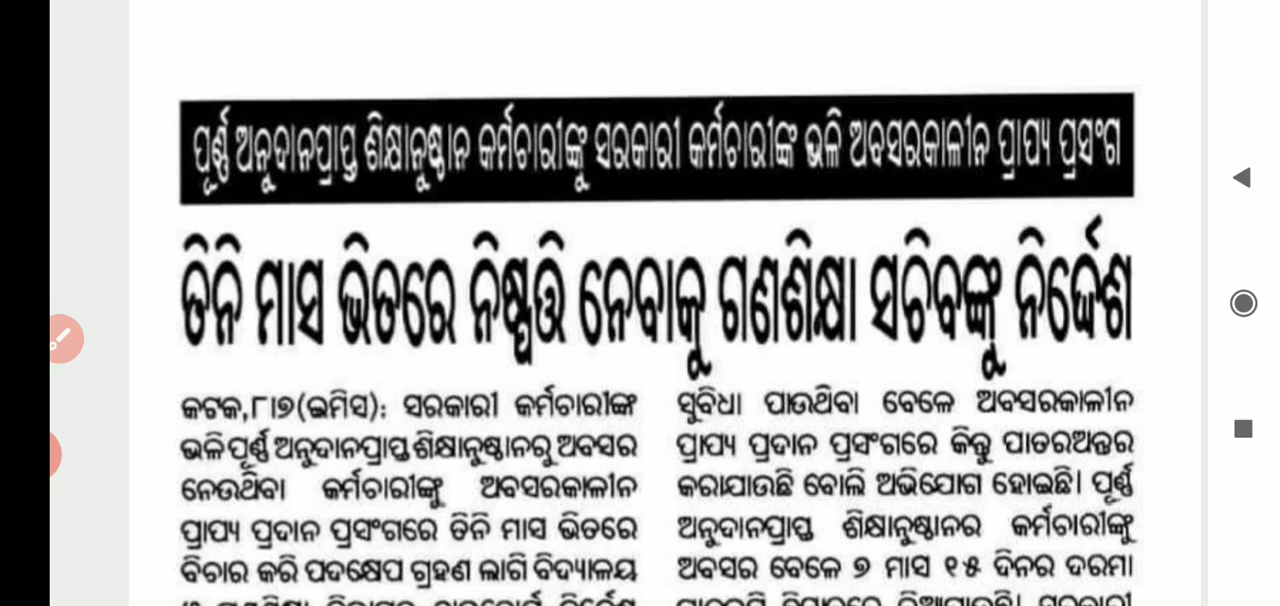 ପୂର୍ଣ୍ଣ ଅନୁଦାନପ୍ରାପ୍ତ ଶିକ୍ଷାନୁଷ୍ଠାନ କର୍ମଚାରୀଙ୍କୁ ସରକାରୀ କର୍ମଚାରୀଙ୍କ ଭଳି ଅବସରକାଳୀନ ପ୍ରାପ୍ୟ ପ୍ରସଂଗ
ତିନି ମାସ ଭିତରେ ନିଷ୍ପତ୍ତି ନେବାକୁ ଗଣଶିକ୍ଷା ସଚିବଙ୍କୁ ନିର୍ଦ୍ଦେଶ
କଟକ,୮ା୭(ଇମିସ): ସରକାରୀ କର୍ମଚାରୀଙ୍କ
ଭଳି ପୂର୍ଣ୍ଣ ଅନୁଦାନପ୍ରାପ୍ତ ଶିକ୍ଷାନୁଷ୍ଠାନରୁ ଅବସର
ନେଉଥିବା କର୍ମଚାରୀଙ୍କୁ ଅବସରକାଳୀନ
ପ୍ରାପ୍ୟ ପ୍ରଦାନ ପ୍ରସଂଗରେ ତିନି ମାସ ଭିତରେ
ବିଚାର କରି ପଦକ୍ଷେପ ଗ୍ରହଣ ଲାଗି ବିଦ୍ୟାଳୟ
ସୁବିଧା ପାଉଥିବା ବେଳେ ଅବସରକାଳୀନ
ପ୍ରାପ୍ୟ ପ୍ରଦାନ ପ୍ରସଂଗରେ କିନ୍ତୁ ପାତରଅନ୍ତର
କରାଯାଉଛି ବୋଲି ଅଭିଯୋଗ ହୋଇଛି। ପୂର୍ଣ୍ଣ
ଅନୁଦାନପ୍ରାପ୍ତ ଶିକ୍ଷାନୁଷ୍ଠାନର କର୍ମଚାରୀଙ୍କୁ
ଅବସର ବେଳେ ୭ ମାସ ୧୫ ଦିନର ଦରମା